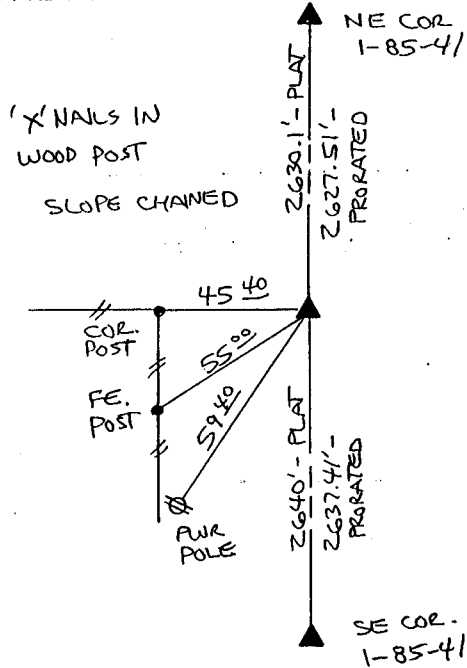 NE COR
1-85-41
'X' NAILS IN
WOOD POST
SLOPE CHAINED
2630.1'- PLAT
2627.51'-
PRORATED
45 40
COR.
POST
55 00
FE.
POST
59 40
PWR
POLE
2640'- PLAT
2637.41'-
PRORATED
SE COR.
1-85-41